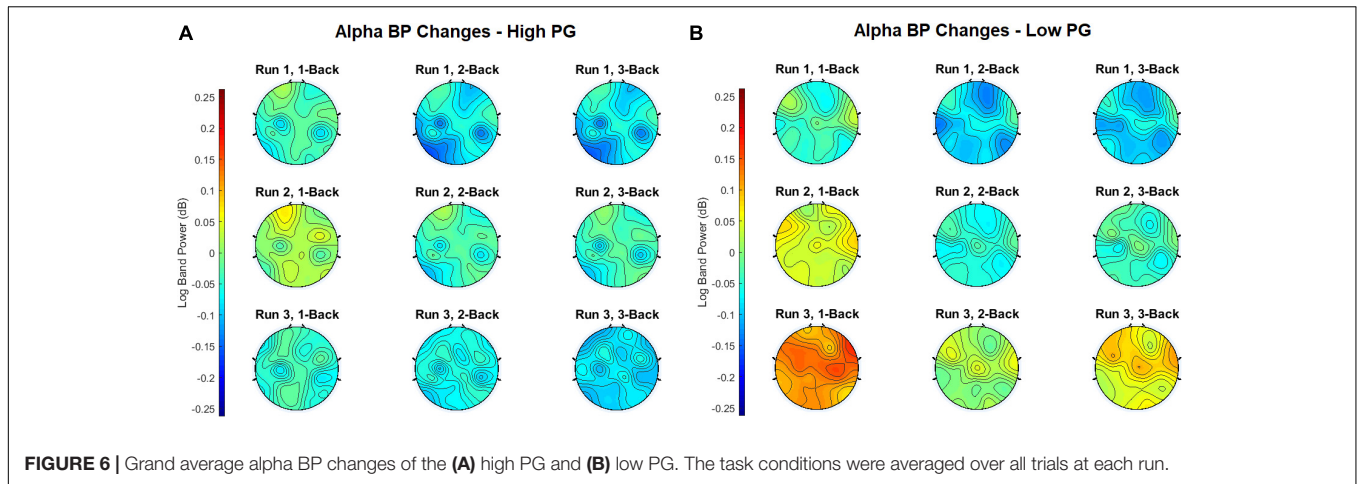 A
Alpha BP Changes - High PG
Run 1, 1-Back
Run 1, 2-Back
Run 1, 3-Back
Run 2, 1-Back
Run 2, 2-Back
Run 2, 3-Back
Run 3, 1-Back
Run 3, 2-Back
Run 3, 3-Back
Log Band Power (dB)
0.25
0.2
0.15
0.1
0.05
0
-0.05
-0.1
-0.15
-0.2
-0.25
B
Alpha BP Changes - Low PG
Run 1, 1-Back
Run 1, 2-Back
Run 1, 3-Back
Run 2, 1-Back
Run 2, 2-Back
Run 2, 3-Back
Run 3, 1-Back
Run 3, 2-Back
Run 3, 3-Back
Log Band Power (dB)
0.25
0.2
0.15
0.1
0.05
0
-0.05
-0.1
-0.15
-0.2
-0.25
FIGURE 6 | Grand average alpha BP changes of the (A) high PG and (B) low PG. The task conditions were averaged over all trials at each run.